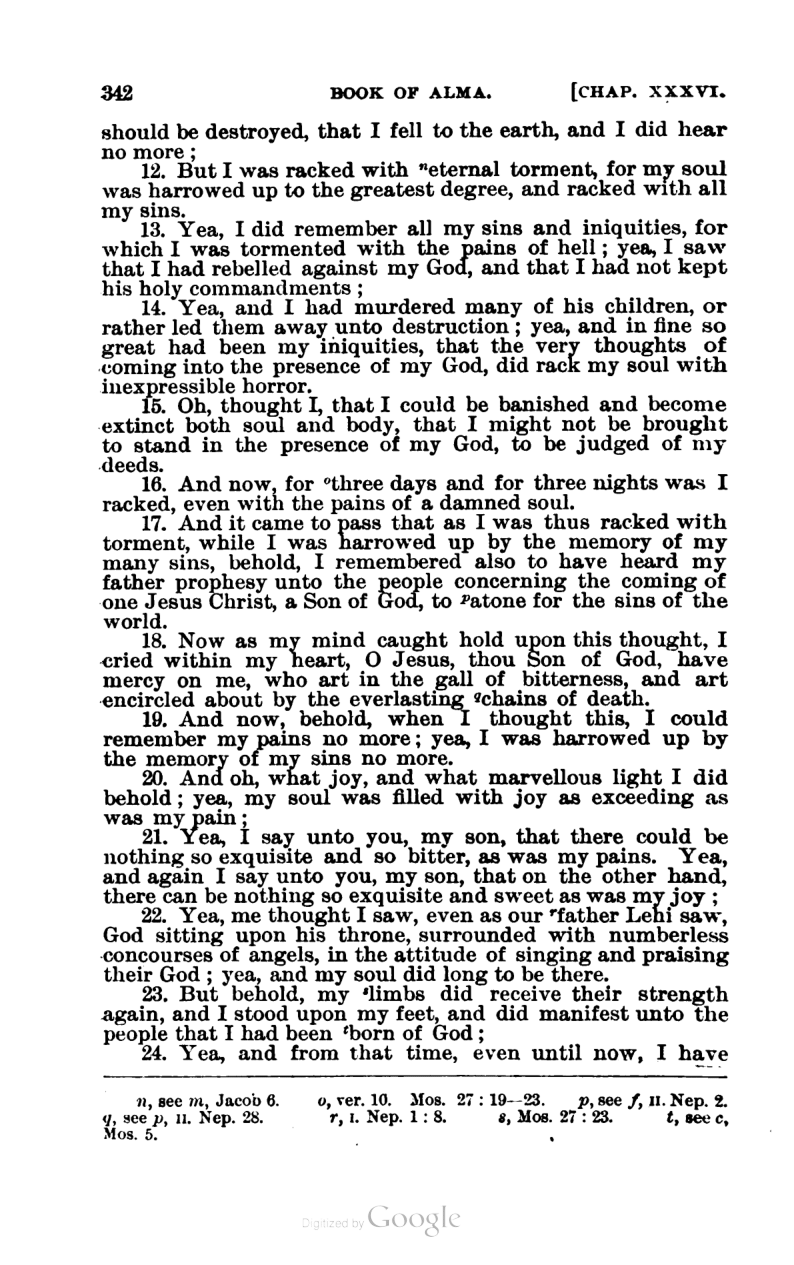 342 BOOK OF ALMA. [CHAP. XXXVI.
should be destroyed, that I fell to the earth, and I did hear
no more ;
12. But I was racked with ⁿeternal torment, for my soul
was harrowed up to the greatest degree, and racked with all
my sins.
13. Yea, I did remember all my sins and iniquities, for
which I was tormented with the pains of hell ; yea, I saw
that I had rebelled against my God, and that I had not kept
his holy commandments ;
14. Yea, and I had murdered many of his children, or
rather led them away unto destruction ; yea, and in fine so
great had been my iniquities, that the very thoughts of
coming into the presence of my God, did rack my soul with
inexpressible horror.
15. Oh, thought I, that I could be banished and become
extinct both soul and body, that I might not be brought
to stand in the presence of my God, to be judged of my
deeds.
16. And now, for ᵒthree days and for three nights was I
racked, even with the pains of a damned soul.
17. And it came to pass that as I was thus racked with
torment, while I was harrowed up by the memory of my
many sins, behold, I remembered also to have heard my
father prophesy unto the people concerning the coming of
one Jesus Christ, a Son of God, to ᵖatone for the sins of the
world.
18. Now as my mind caught hold upon this thought, I
cried within my heart, O Jesus, thou Son of God, have
mercy on me, who art in the gall of bitterness, and art
encircled about by the everlasting qchains of death.
19. And now, behold, when I thought this, I could
remember my pains no more ; yea, I was harrowed up by
the memory of my sins no more.
20. And oh, what joy, and what marvellous light I did
behold ; yea, my soul was filled with joy as exceeding as
was my pain ;
21. Yea, I say unto you, my son, that there could be
nothing so exquisite and so bitter, as was my pains. Yea,
and again I say unto you, my son, that on the other hand,
there can be nothing so exquisite and sweet as was my joy ;
22. Yea, me thought I saw, even as our ʳfather Lehi saw,
God sitting upon his throne, surrounded with numberless
concourses of angels, in the attitude of singing and praising
their God ; yea, and my soul did long to be there.
23. But behold, my ˢlimbs did receive their strength
again, and I stood upon my feet, and did manifest unto the
people that I had been ᵗborn of God ;
24. Yea, and from that time, even until now, I have
n, see m, Jacob 6. o, ver. 10. Mos. 27 : 19--23. p, see f, II. Nep. 2.
q, see p, II. Nep. 28. r, I. Nep. 1 : 8. s, Mos. 27 : 23. t, see c,
Mos. 5.
Digitized by Google